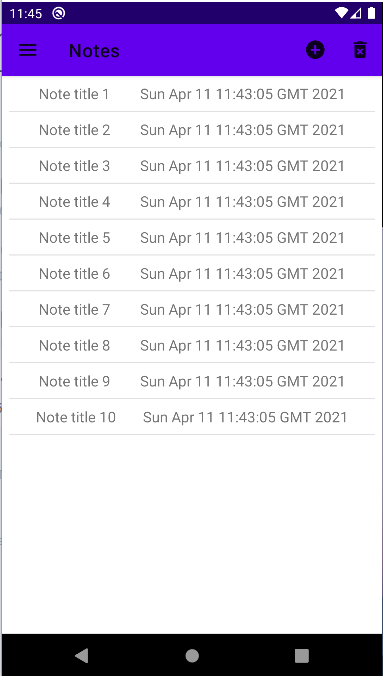 11:45
Notes
Note title 1 Sun Apr 11 11:43:05 GMT 2021
Note title 2 Sun Apr 11 11:43:05 GMT 2021
Note title 3 Sun Apr 11 11:43:05 GMT 2021
Note title 4 Sun Apr 11 11:43:05 GMT 2021
Note title 5 Sun Apr 11 11:43:05 GMT 2021
Note title 6 Sun Apr 11 11:43:05 GMT 2021
Note title 7 Sun Apr 11 11:43:05 GMT 2021
Note title 8 Sun Apr 11 11:43:05 GMT 2021
Note title 9 Sun Apr 11 11:43:05 GMT 2021
Note title 10 Sun Apr 11 11:43:05 GMT 2021